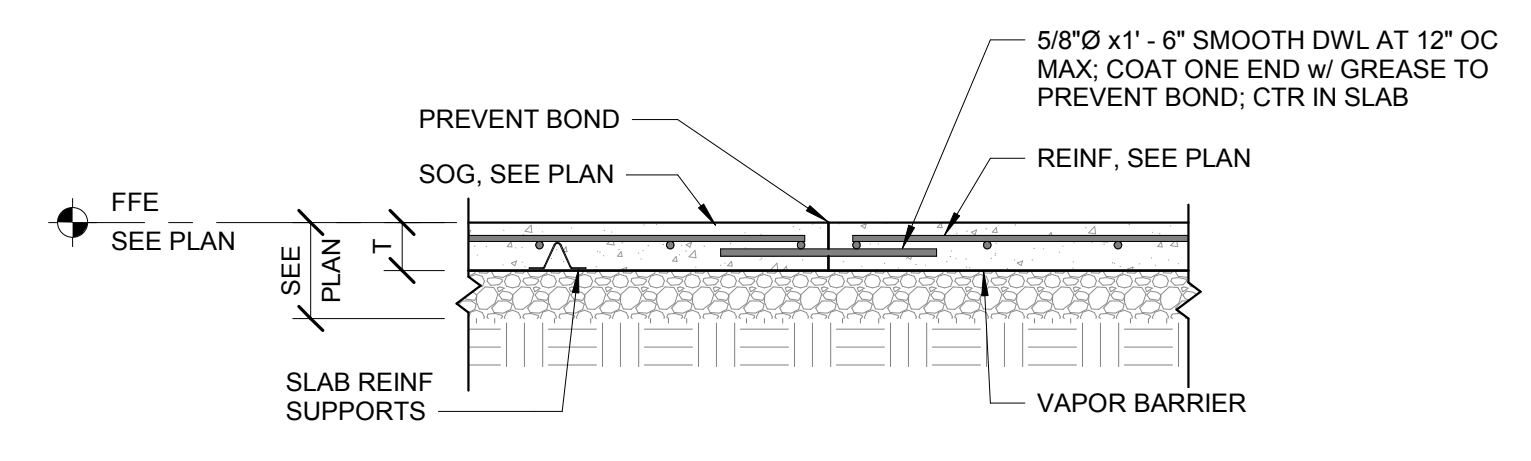 5/8"Ø x1' - 6" SMOOTH DWL AT 12" OC
MAX; COAT ONE END w/ GREASE TO
PREVENT BOND; CTR IN SLAB
PREVENT BOND
REINF, SEE PLAN
SOG, SEE PLAN
FFE
SEE PLAN
SEE
PLAN
T
SLAB REINF
SUPPORTS
VAPOR BARRIER